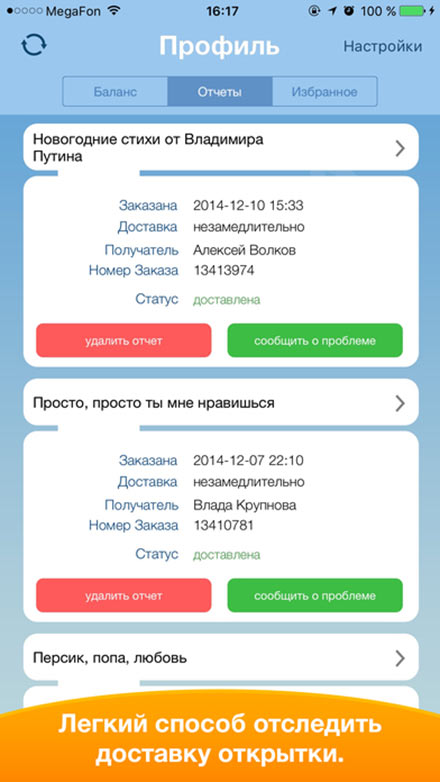 MegaFon 16:17 100 %
Профиль Настройки
Баланс Отчеты Избранное
Новогодние стихи от Владимира
Путина
Заказана 2014-12-10 15:33
Доставка незамедлительно
Получатель Алексей Волков
Номер Заказа 13413974
Статус доставлена
удалить отчет сообщить о проблеме
Просто, просто ты мне нравишься
Заказана 2014-12-07 22:10
Доставка незамедлительно
Получатель Влада Крупнова
Номер Заказа 13410781
Статус доставлена
удалить отчет сообщить о проблеме
Персик, попа, любовь
Легкий способ отследить
доставку открытки.